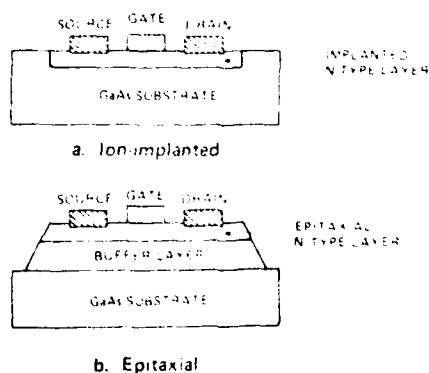 SOURCE GATE DRAIN
IMPLANTED
N TYPE LAYER
GaAs SUBSTRATE
a. Ion-implanted
SOURCE GATE DRAIN
EPITAXIAL
N TYPE LAYER
BUFFER LAYER
GaAs SUBSTRATE
b. Epitaxial